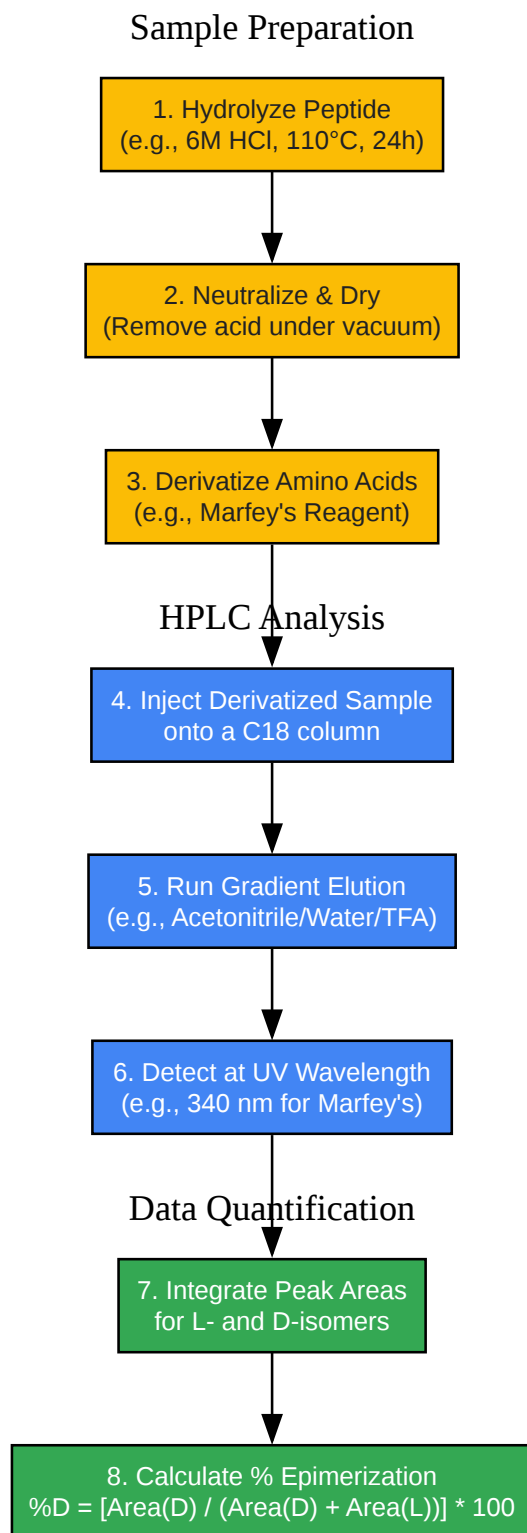 Sample Preparation
1. Hydrolyze Peptide
(e.g., 6M HCl, 110°C, 24h)
2. Neutralize & Dry
(Remove acid under vacuum)
3. Derivatize Amino Acids
(e.g., Marfey's Reagent)
HPLC Analysis
4. Inject Derivatized Sample
onto a C18 column
5. Run Gradient Elution
(e.g., Acetonitrile/Water/TFA)
6. Detect at UV Wavelength
(e.g., 340 nm for Marfey's)
Data Quantification
7. Integrate Peak Areas
for L- and D-isomers
8. Calculate % Epimerization
%D = [Area(D) / (Area(D) + Area(L))] * 100